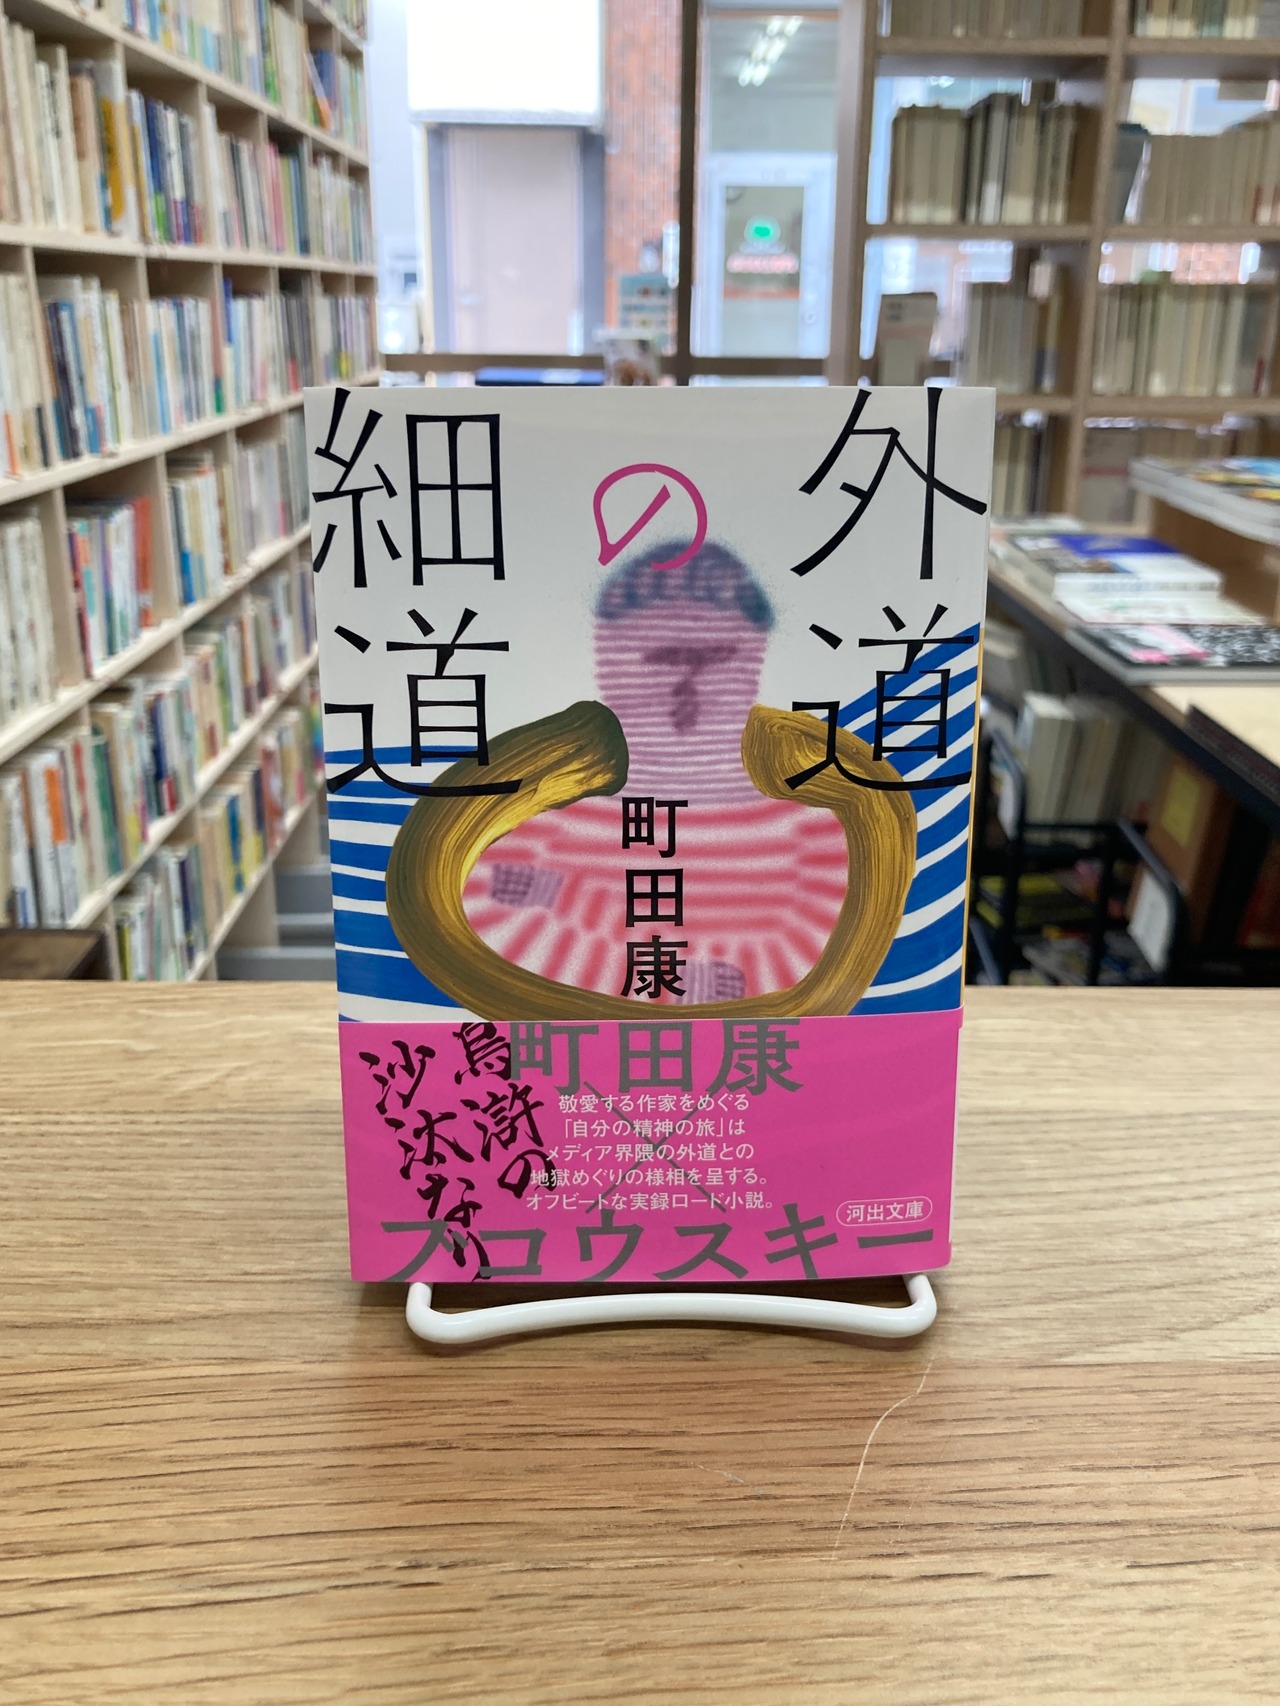 外道
の
細道
町田康
町田康
×
ブコウスキー
烏滸の
沙汰なり
敬愛する作家をめぐる
「自分の精神の旅」は
メディア界隈の外道との
地獄めぐりの様相を呈する。
オフビートな実録ロード小説。
河出文庫